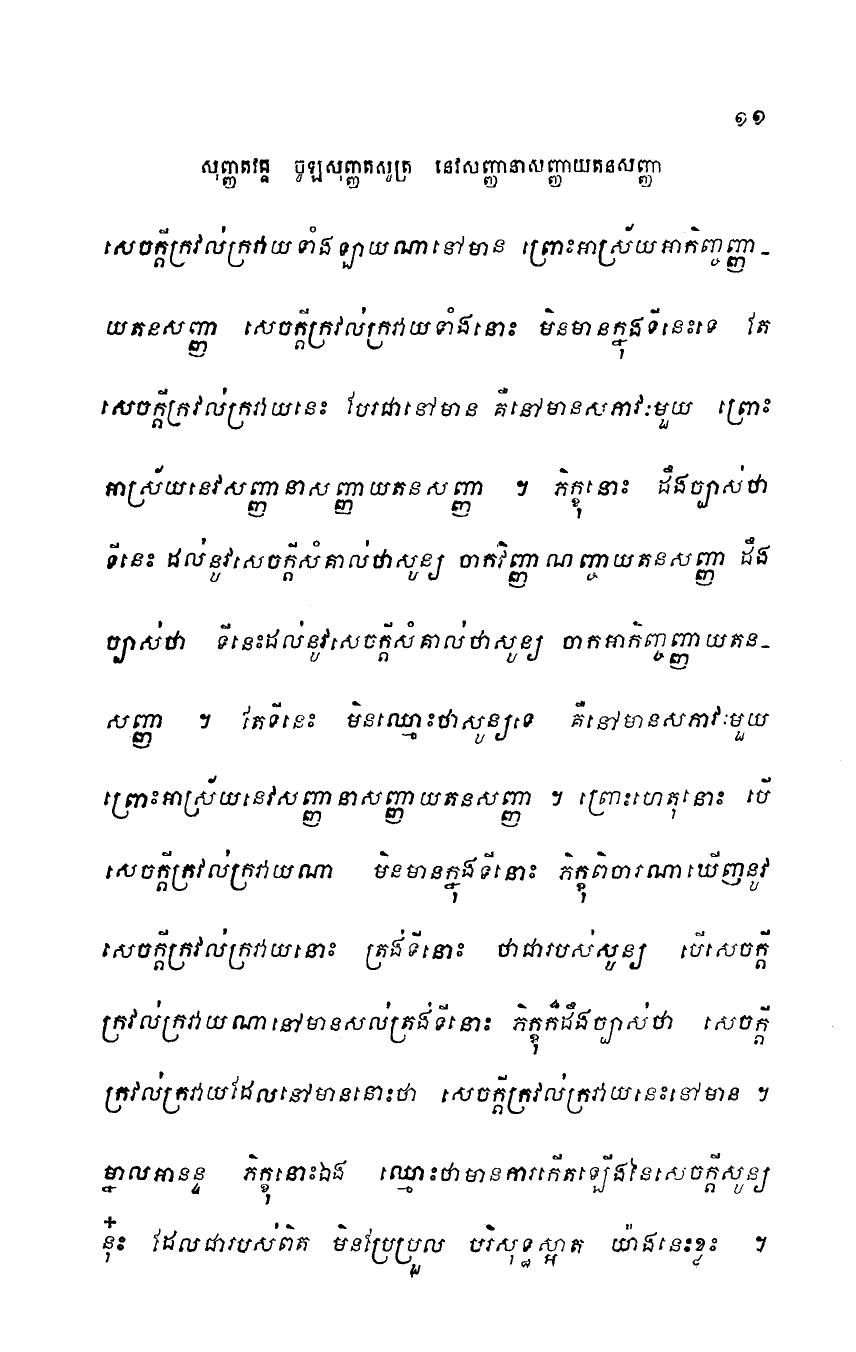 ១១
សុញ្ញតវគ្គ ចូឡសុញ្ញតសូត្រ នេវសញ្ញានាសញ្ញាយតនសញ្ញា
សេចក្តីក្រវល់ក្រវាយទាំងឡាយណានៅមាន ព្រោះអាស្រ័យអាកិញ្ចញ្ញា-
យតនសញ្ញា សេចក្តីក្រវល់ក្រវាយទាំងនោះ មិនមានក្នុងទីនេះទេ តែ
សេចក្តីក្រវល់ក្រវាយនេះ បែរជានៅមាន គឺនៅមានសភាវៈមួយ ព្រោះ
អាស្រ័យនេវសញ្ញានាសញ្ញាយតនសញ្ញា ។ ភិក្ខុនោះ ដឹងច្បាស់ថា
ទីនេះ ដល់នូវសេចក្តីសំគាល់ថាសូន្យ ចាកវិញ្ញាណញ្ចាយតនសញ្ញា ដឹង
ច្បាស់ថា ទីនេះដល់នូវសេចក្តីសំគាល់ថាសូន្យ ចាកអាកិញ្ចញ្ញាយតន-
សញ្ញា ។ តែទីនេះ មិនឈ្មោះថាសូន្យទេ គឺនៅមានសភាវៈមួយ
ព្រោះអាស្រ័យនេវសញ្ញានាសញ្ញាយតនសញ្ញា ។ ព្រោះហេតុនោះ បើ
សេចក្តីក្រវល់ក្រវាយណា មិនមានក្នុងទីនោះ ភិក្ខុពិចារណាឃើញនូវ
សេចក្តីក្រវល់ក្រវាយនោះ ត្រង់ទីនោះ ថាជារបស់សូន្យ បើសេចក្តី
ក្រវល់ក្រវាយណានៅមានសល់ត្រង់ទីនោះ ភិក្ខុក៏ដឹងច្បាស់ថា សេចក្តី
ក្រវល់ក្រវាយដែលនៅមាននោះថា សេចក្តីក្រវល់ក្រវាយនេះនៅមាន ។
ម្នាលអានន្ទ ភិក្ខុនោះឯង ឈ្មោះថាមានការកើតឡើងនៃសេចក្តីសូន្យ
នុ៎ះ ដែលជារបស់ពិត មិនប្រែប្រួល បរិសុទ្ធស្អាត យ៉ាងនេះខ្លះ ។